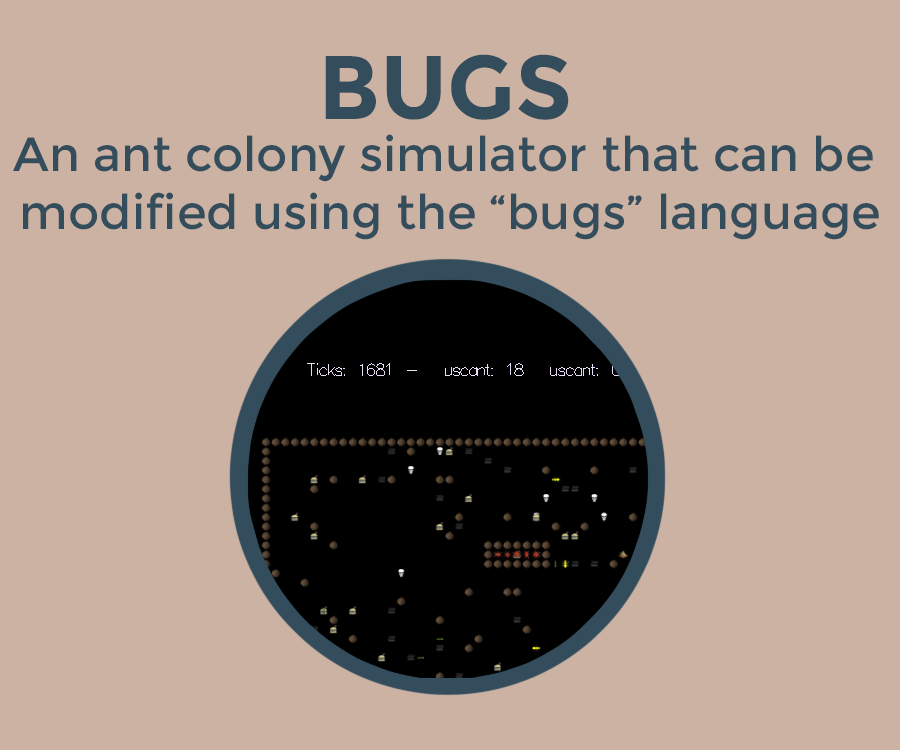 BUGS
An ant colony simulator that can be
modified using the “bugs” language
Ticks: 1681 – uscant: 18 uscant: